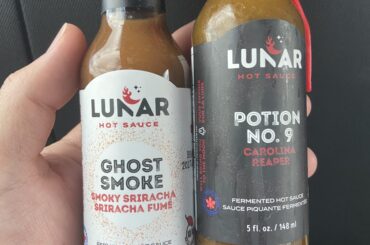 LUNAR
HOT SAUCE
GHOST
SMOKE
SMOKY SRIRACHA
SRIRACHA FUMÉ
LUNAR
HOT SAUCE
POTION
NO. 9
CAROLINA
REAPER
FERMENTED HOT SAUCE
SAUCE PIQUANTE FERMENTÉE
5 fl. oz. / 148 ml